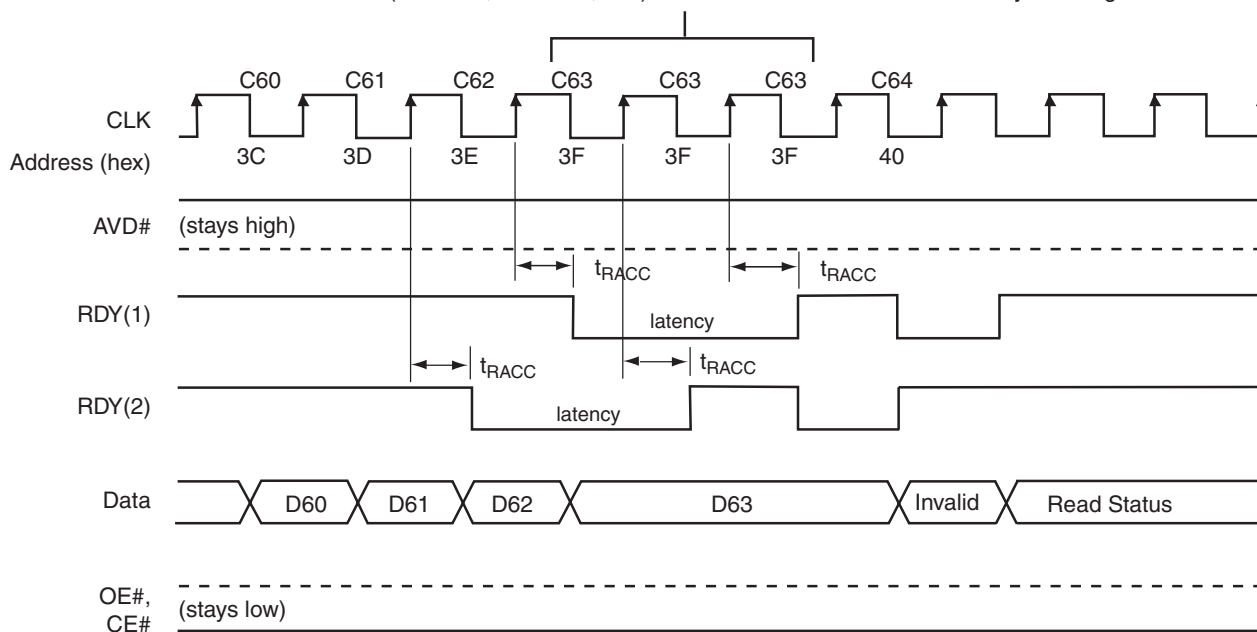 C60 C61 C62 C63 C63 C63 C64
CLK
Address (hex) 3C 3D 3E 3F 3F 3F 40
AVD# (stays high)
tRACC tRACC
RDY(1) latency
tRACC tRACC
RDY(2) latency
Data D60 D61 D62 D63 Invalid Read Status
OE#,
CE# (stays low)